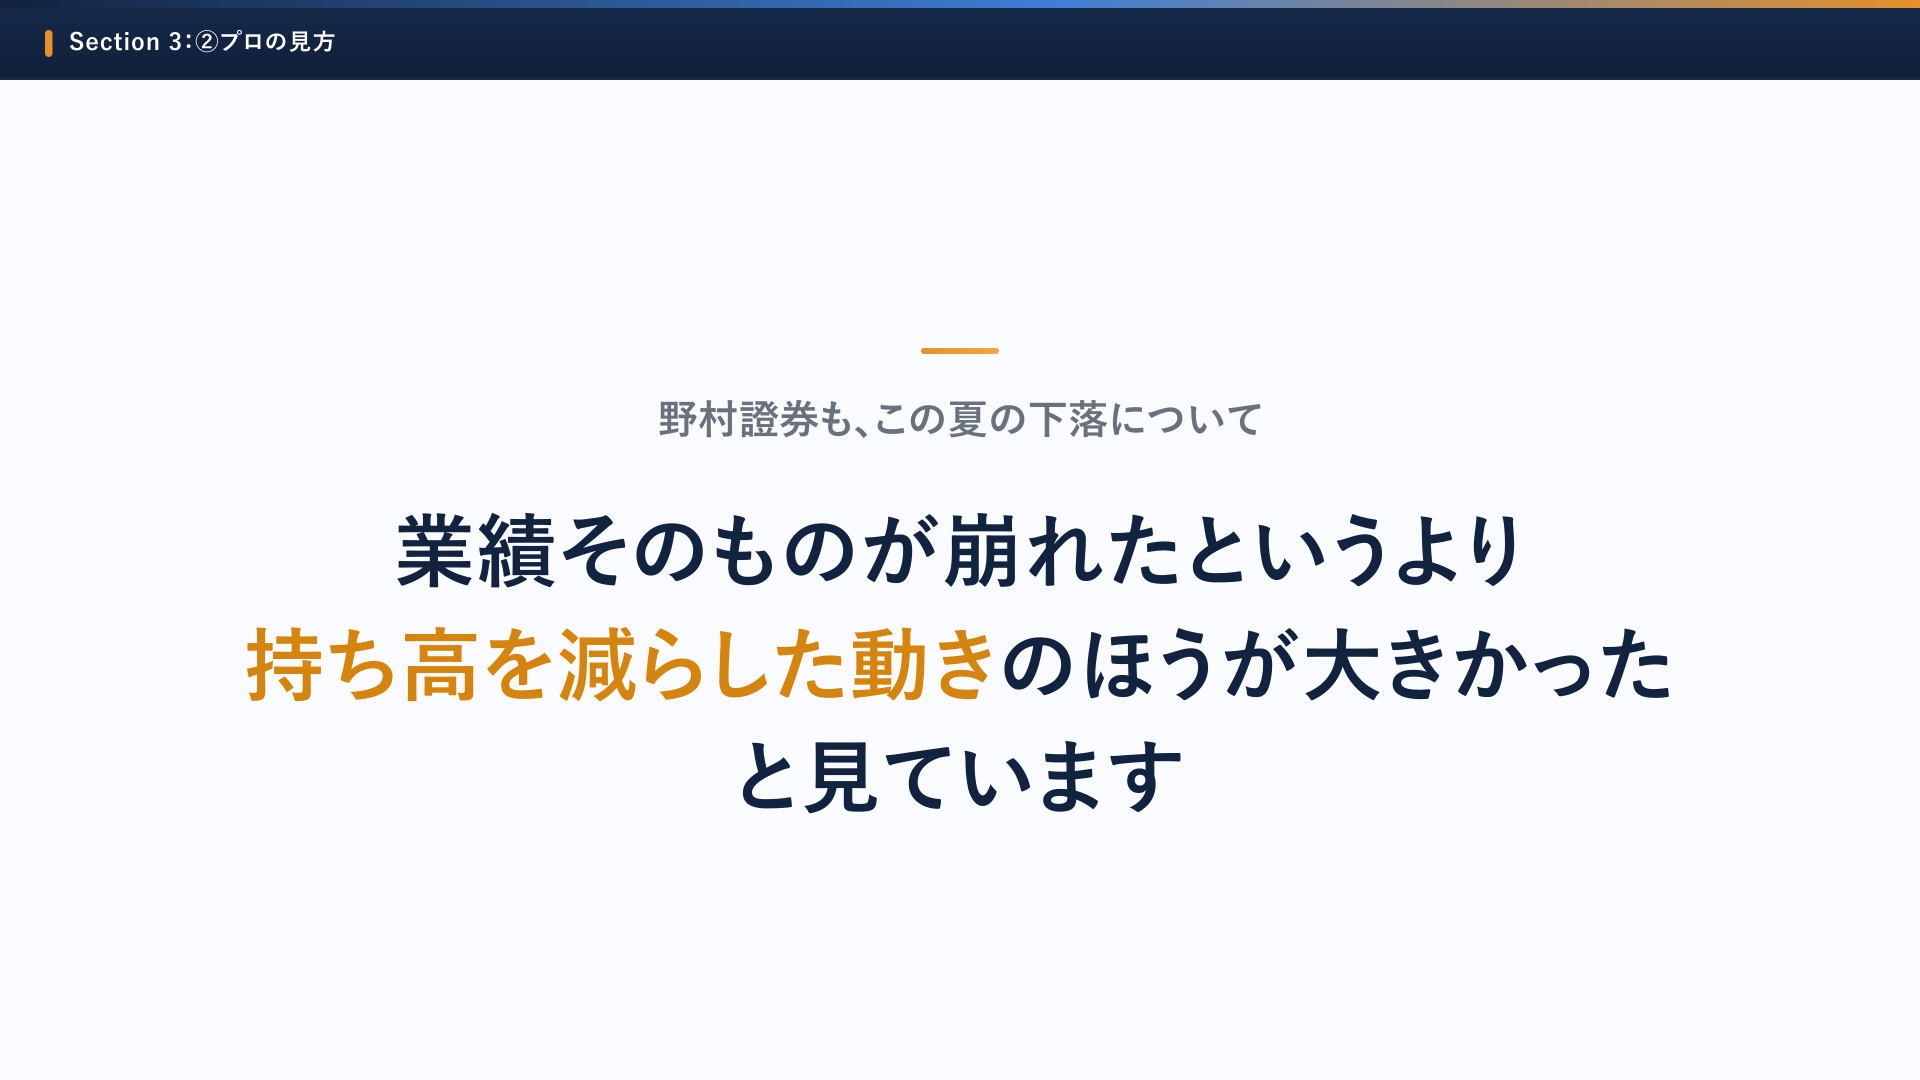 Section 3：②プロの見方
野村證券も、この夏の下落について
業績そのものが崩れたというより
持ち高を減らした動きのほうが大きかった
と見ています